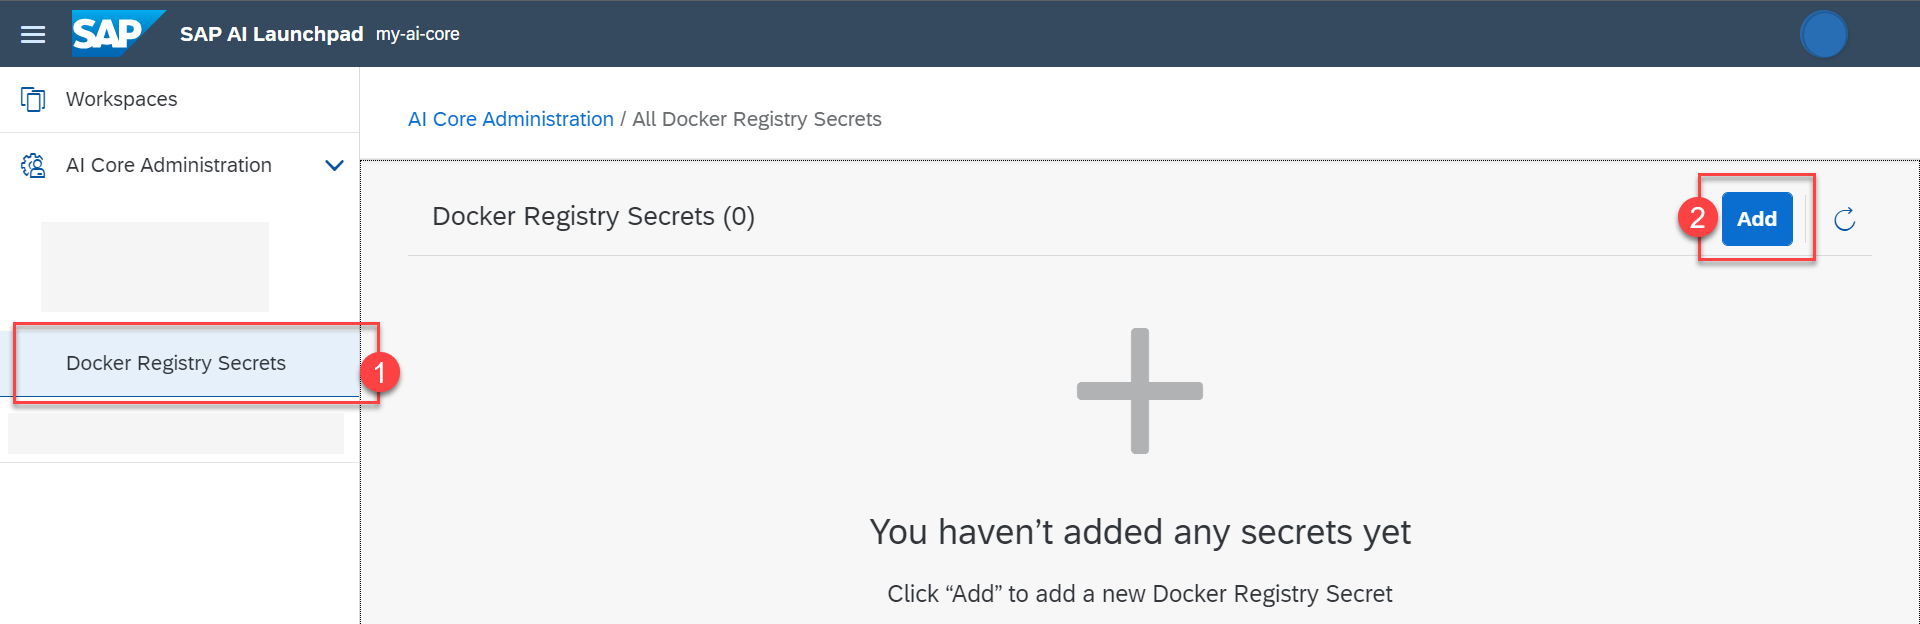 SAP SAP AI Launchpad my-ai-core
Workspaces
AI Core Administration
Docker Registry Secrets
1
AI Core Administration / All Docker Registry Secrets
Docker Registry Secrets (0)
2 Add
You haven’t added any secrets yet
Click “Add” to add a new Docker Registry Secret